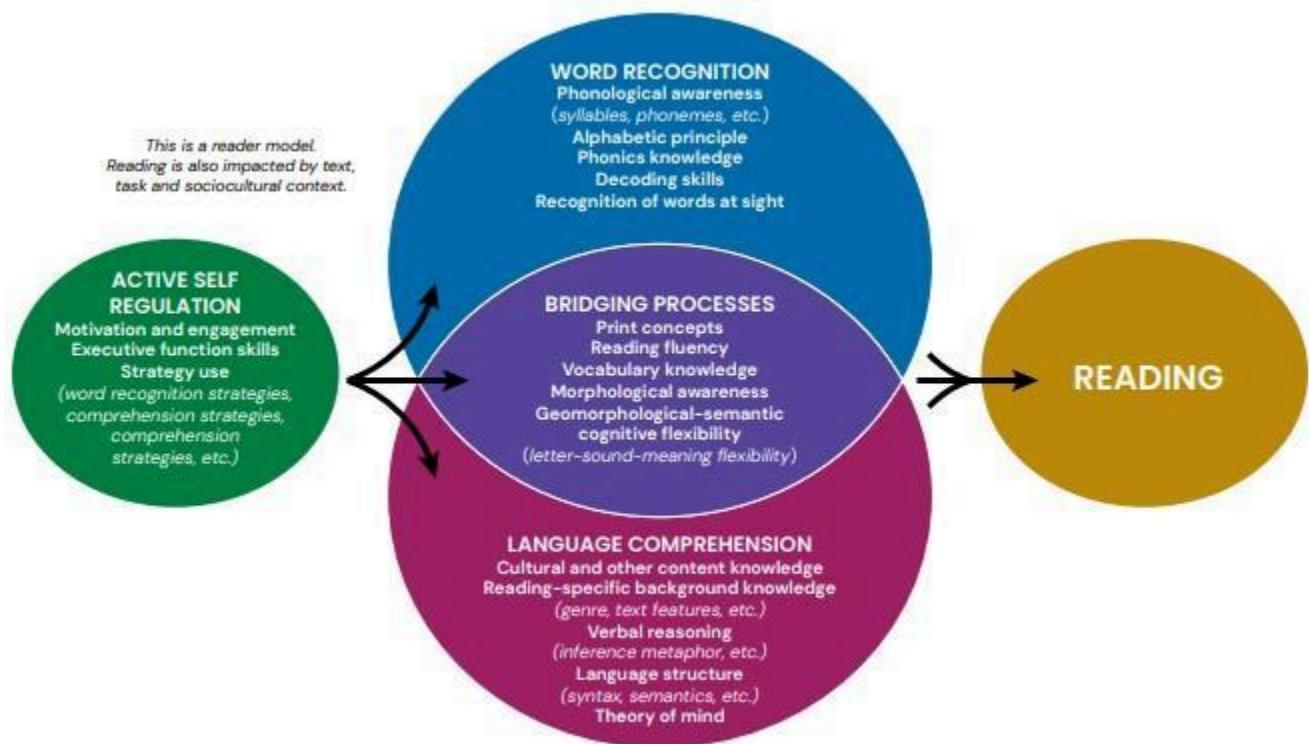 This is a reader model.
Reading is also impacted by text,
task and sociocultural context.
ACTIVE SELF
REGULATION
Motivation and engagement
Executive function skills
Strategy use
(word recognition strategies,
comprehension strategies,
comprehension
strategies, etc.)
WORD RECOGNITION
Phonological awareness
(syllables, phonemes, etc.)
Alphabetic principle
Phonics knowledge
Decoding skills
Recognition of words at sight
BRIDGING PROCESSES
Print concepts
Reading fluency
Vocabulary knowledge
Morphological awareness
Geomorphological-semantic
cognitive flexibility
(letter-sound-meaning flexibility)
LANGUAGE COMPREHENSION
Cultural and other content knowledge
Reading-specific background knowledge
(genre, text features, etc.)
Verbal reasoning
(inference metaphor, etc.)
Language structure
(syntax, semantics, etc.)
Theory of mind
READING